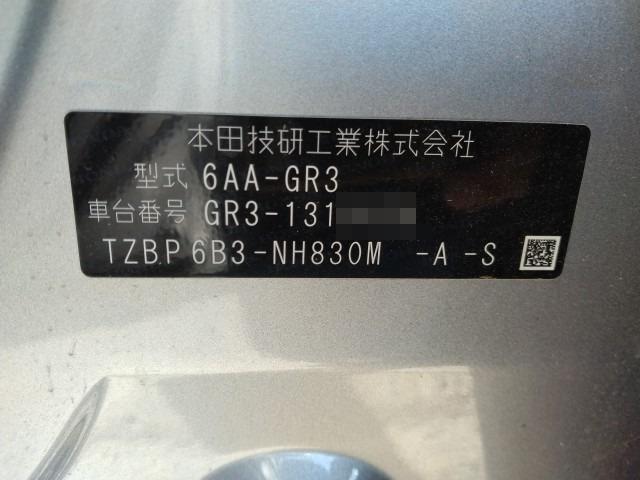 本田技研工業株式会社
型式 6AA-GR3
車台番号 GR3-131
TZBP 6B3-NH830M -A -S